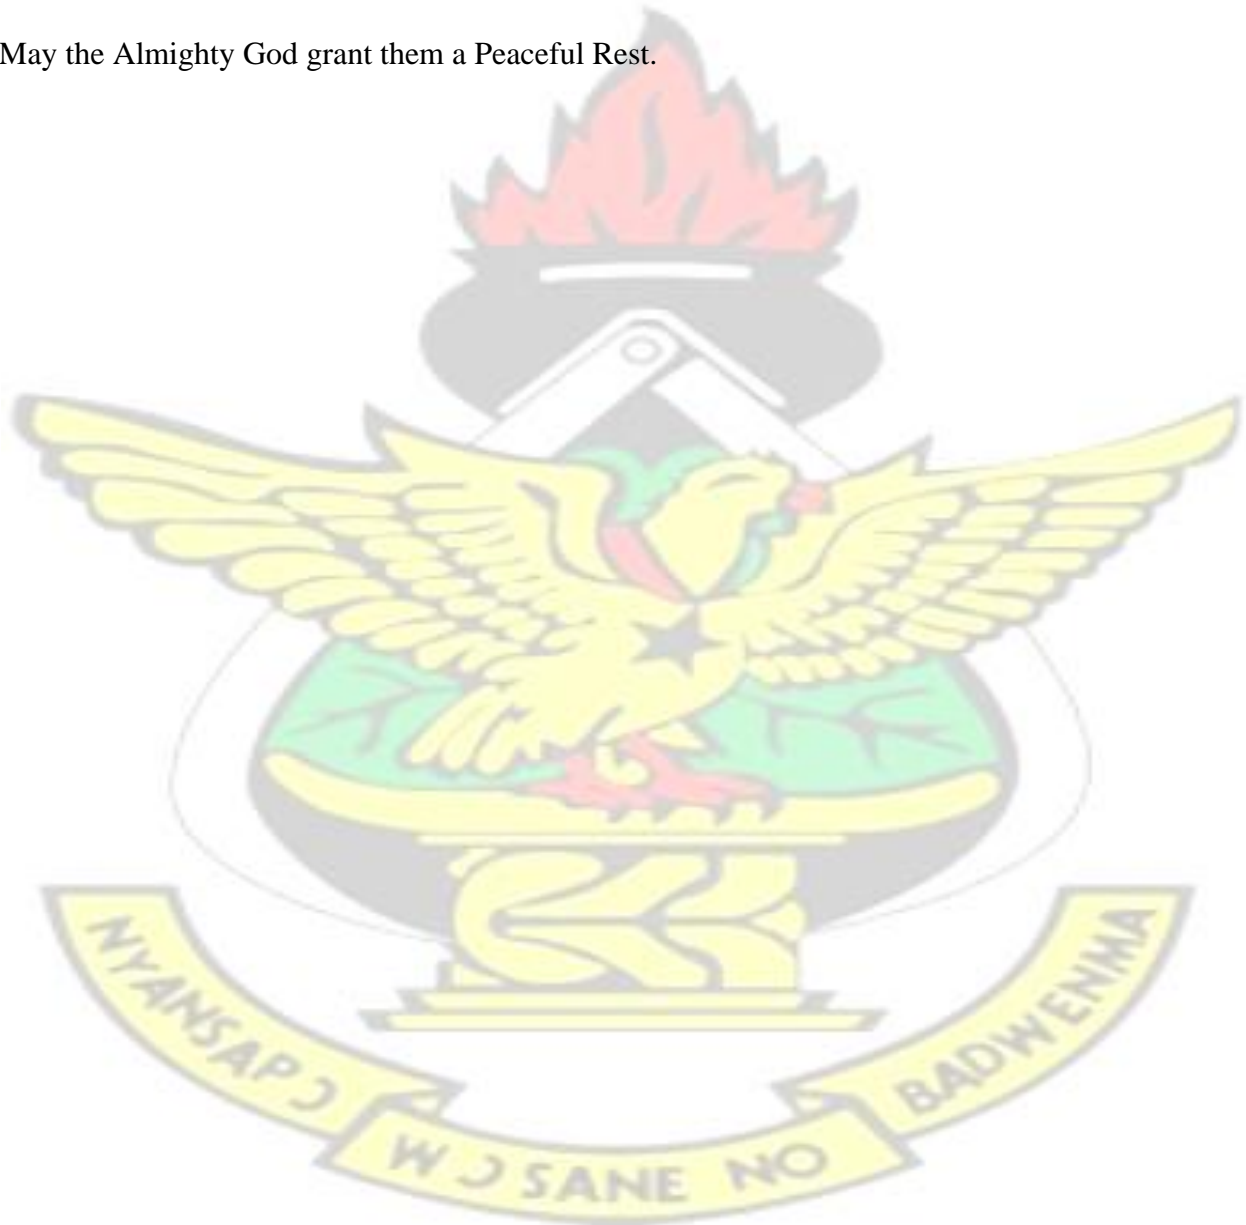 May the Almighty God grant them a Peaceful Rest.
NYANSAPƆ
WƆSANE NO
BADWENMA